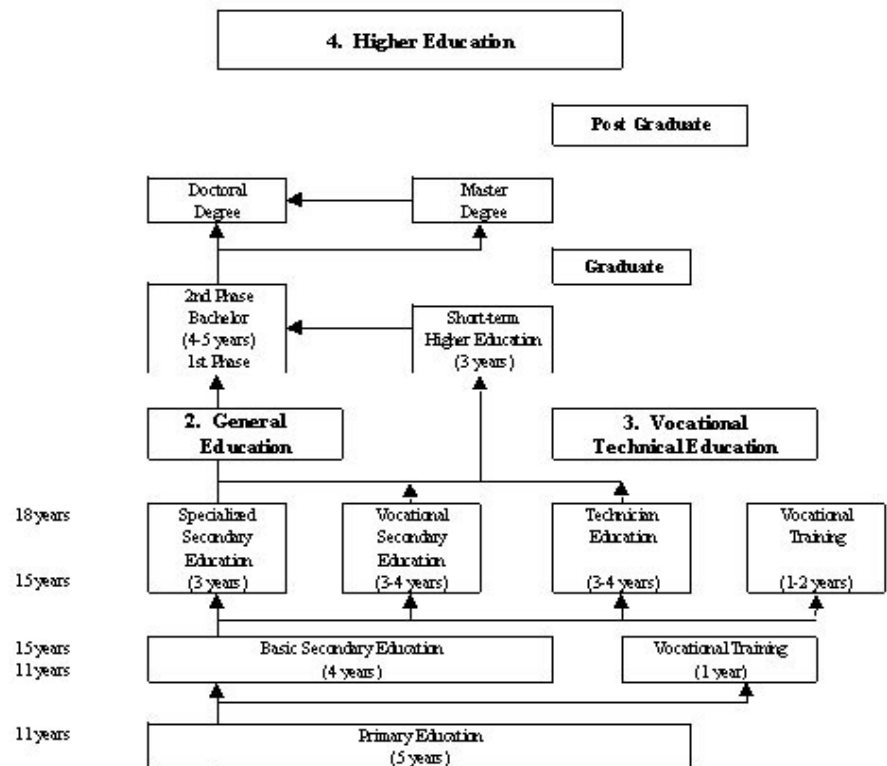 4. Higher Education
Post Graduate
Doctoral
Degree
Master
Degree
Graduate
2nd Phase
Bachelor
(4-5 years)
1st Phase
Short-term
Higher Education
(3 years)
2. General
Education
3. Vocational
Technical Education
18 years
15 years
Specialized
Secondary
Education
(3 years)
Vocational
Secondary
Education
(3-4 years)
Technician
Education
(3-4 years)
Vocational
Training
(1-2 years)
15 years
11 years
Basic Secondary Education
(4 years)
Vocational Training
(1 year)
11 years
Primary Education
(5 years)